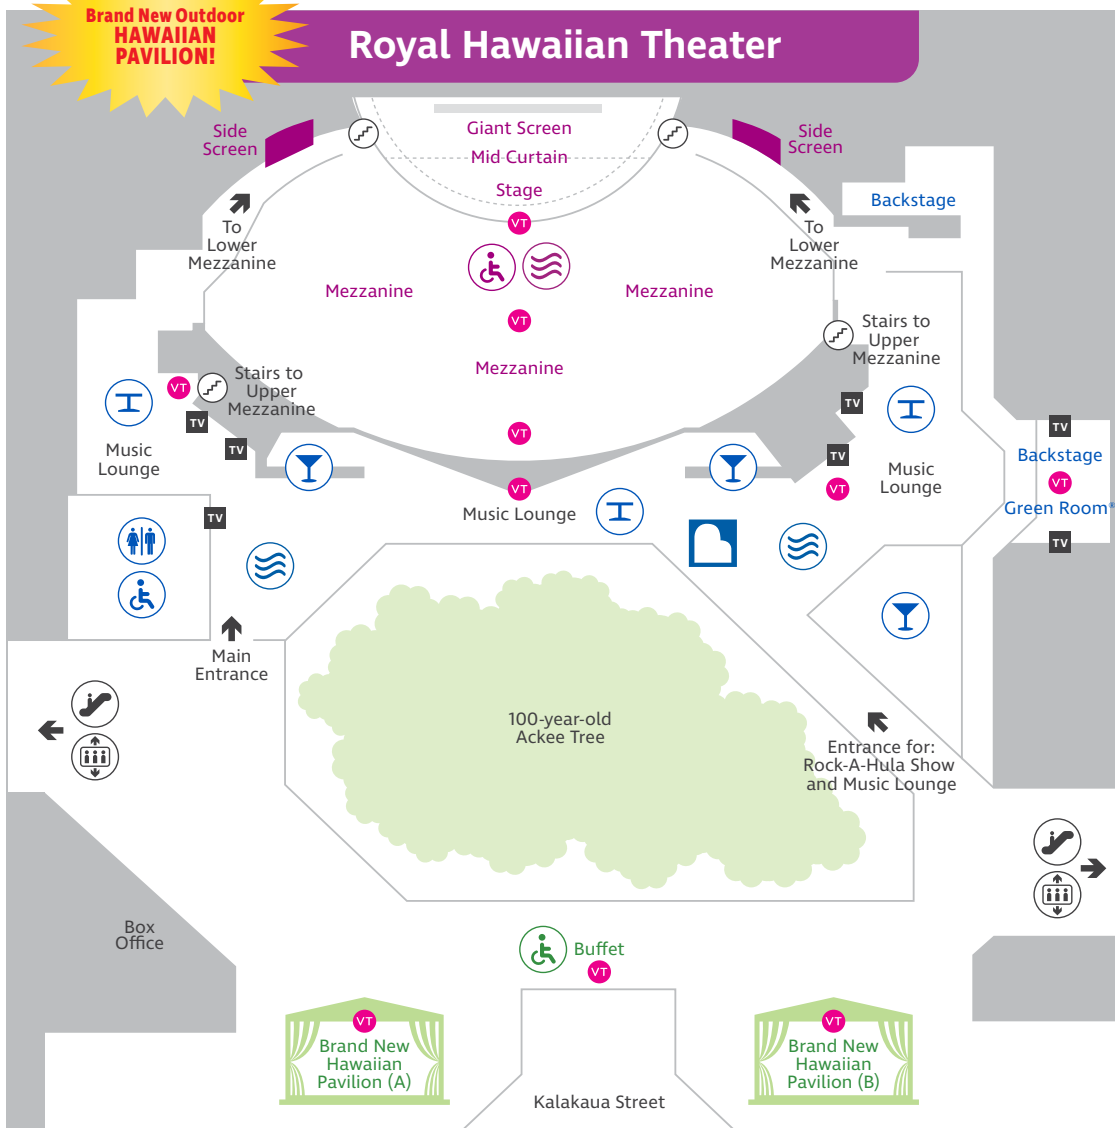 Brand New Outdoor
HAWAIIAN
PAVILION!
Royal Hawaiian Theater
Side
Screen
Giant Screen
Mid Curtain
Stage
Side
Screen
VT
To
Lower
Mezzanine
To
Lower
Mezzanine
Backstage
Mezzanine
Mezzanine
VT
Mezzanine
Stairs to
Upper
Mezzanine
VT
Stairs to
Upper
Mezzanine
TV
TV
TV
TV
VT
Music
Lounge
Music
Lounge
TV
Backstage
VT
Green Room®
TV
VT
Music Lounge
VT
TV
Main
Entrance
100-year-old
Ackee Tree
Entrance for:
Rock-A-Hula Show
and Music Lounge
Box
Office
Buffet
VT
VT
Brand New
Hawaiian
Pavilion (A)
VT
Brand New
Hawaiian
Pavilion (B)
Kalakaua Street